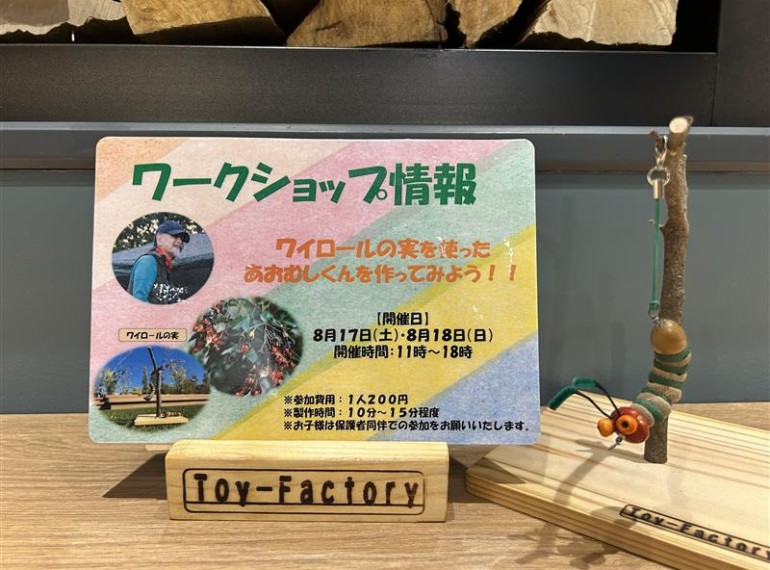 ワークショップ情報
ワイロールの実を使った
あおむしくんを作ってみよう！！
ワイロールの実
【開催日】
8月17日(土)・8月18日(日)
開催時間：11時～18時
※参加費用：1人200円
※製作時間：10分～15分程度
※お子様は保護者同伴での参加をお願いいたします。
Toy-Factory
Toy-Factory